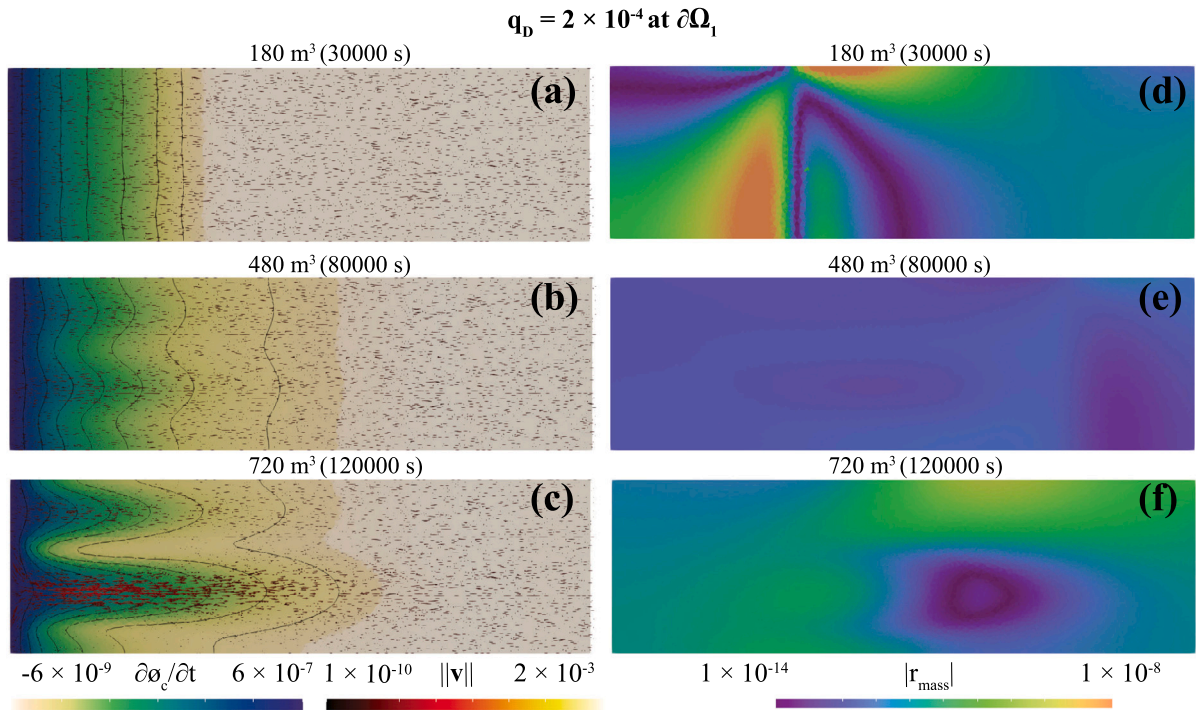 q_D = 2 × 10⁻⁴ at ∂Ω₁
180 m³ (30000 s)
180 m³ (30000 s)
(a)
(d)
480 m³ (80000 s)
480 m³ (80000 s)
(b)
(e)
720 m³ (120000 s)
720 m³ (120000 s)
(c)
(f)
-6 × 10⁻⁹ ∂ø_c/∂t 6 × 10⁻⁷
1 × 10⁻¹⁰ ||v|| 2 × 10⁻³
1 × 10⁻¹⁴ |r_mass| 1 × 10⁻⁸